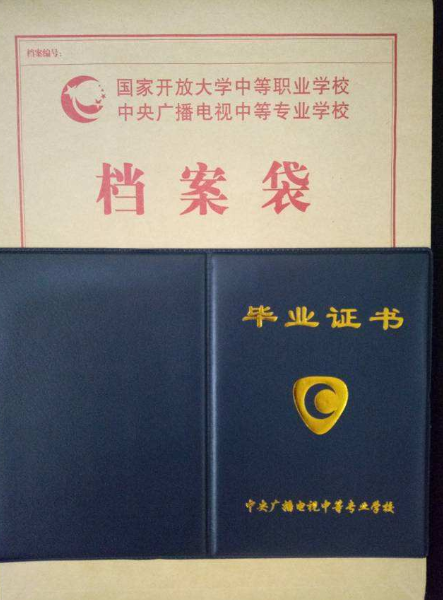 档案编号:
国家开放大学中等职业学校
中央广播电视中等专业学校
档案袋
毕业证书
中央广播电视中等专业学校